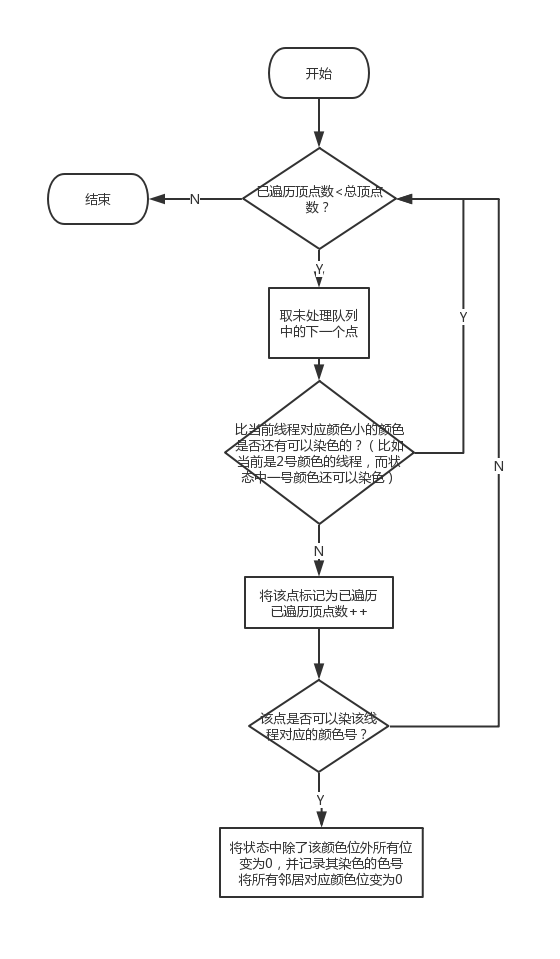 开始
已遍历顶点数<总顶点
数？
结束
N
Y
取未处理队列
中的下一个点
Y
比当前线程对应颜色小的颜色
是否还有可以染色的？（比如
当前是2号颜色的线程，而状
态中一号颜色还可以染色）
N
N
将该点标记为已遍历
已遍历顶点数++
该点是否可以染该线
程对应的颜色号？
Y
将状态中除了该颜色位外所有位
变为0，并记录其染色的色号
将所有邻居对应颜色位变为0